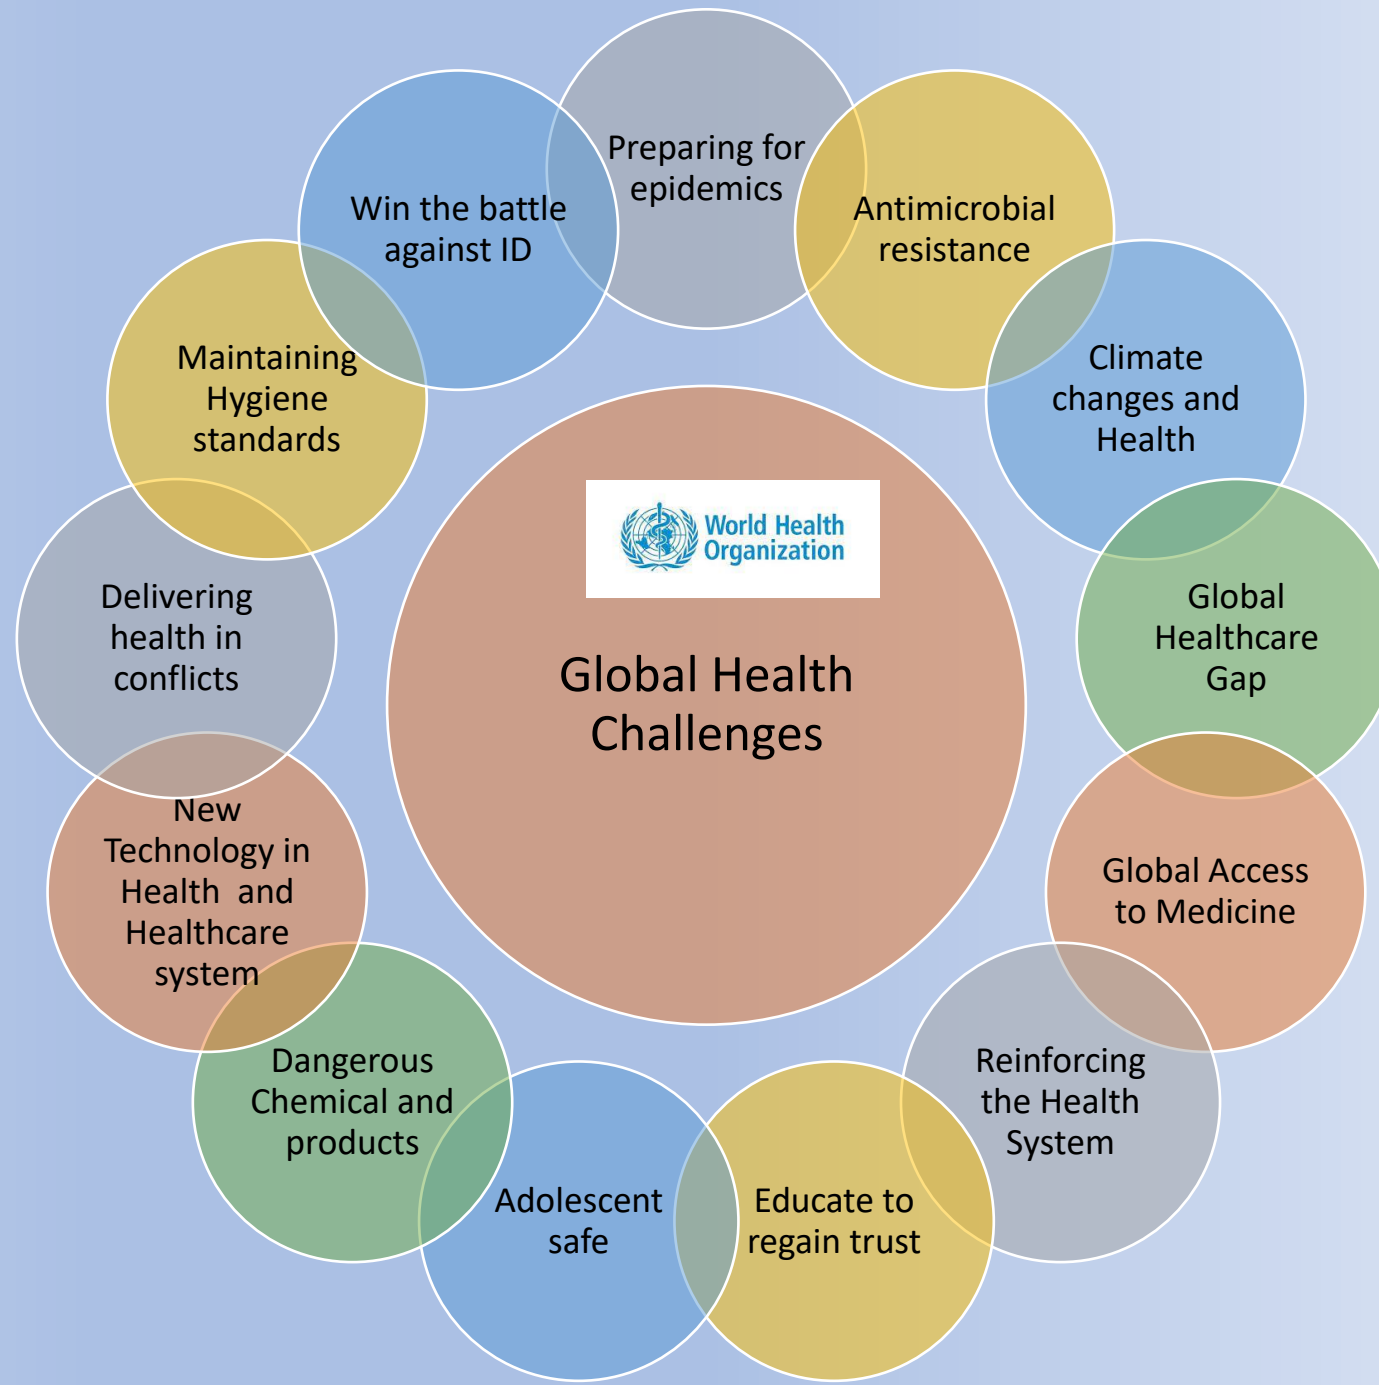 Preparing for
epidemics
Antimicrobial
resistance
Climate
changes and
Health
Global
Healthcare
Gap
Global Access
to Medicine
Reinforcing
the Health
System
Educate to
regain trust
Adolescent
safe
Dangerous
Chemical and
products
New
Technology in
Health  and
Healthcare
system
Delivering
health in
conflicts
Maintaining
Hygiene
standards
Win the battle
against ID
World Health
Organization
Global Health
Challenges